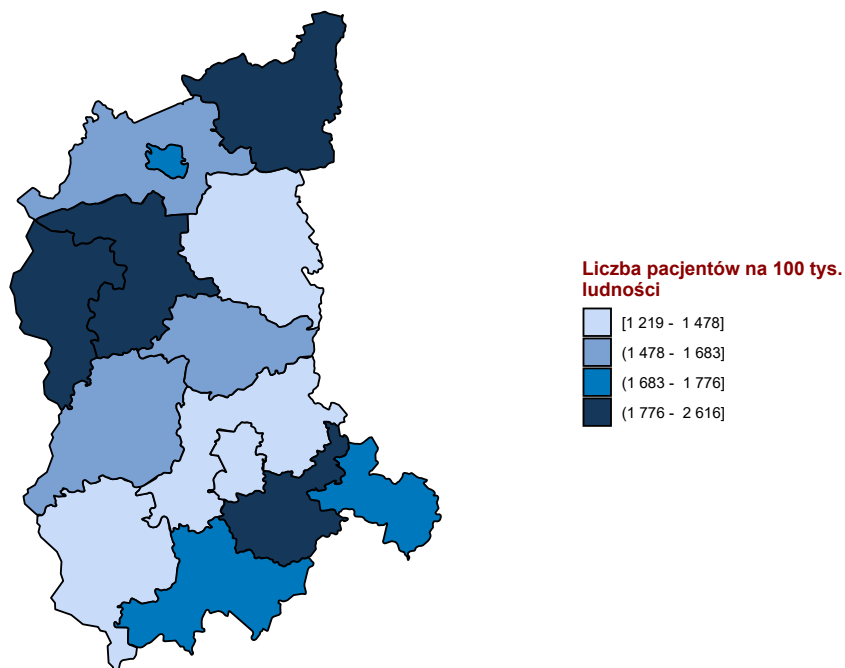 Liczba pacjentów na 100 tys.
ludności
[1 219 - 1 478]
(1 478 - 1 683]
(1 683 - 1 776]
(1 776 - 2 616]